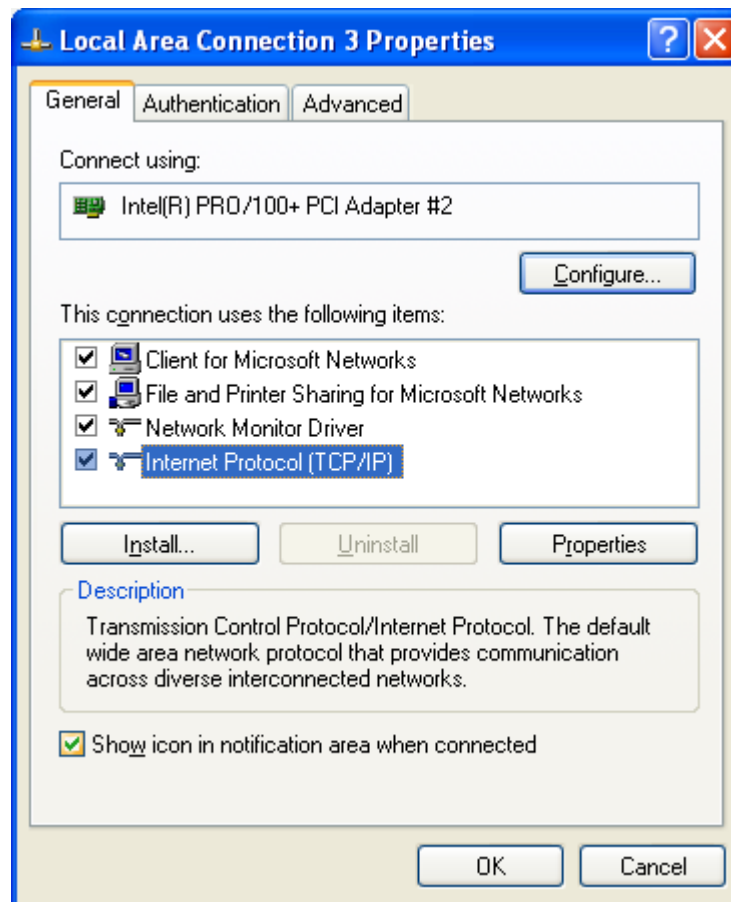 Local Area Connection 3 Properties
General Authentication Advanced
Connect using:
Intel(R) PRO/100+ PCI Adapter #2
Configure...
This connection uses the following items:
Client for Microsoft Networks
File and Printer Sharing for Microsoft Networks
Network Monitor Driver
Internet Protocol (TCP/IP)
Install... Uninstall Properties
Description
Transmission Control Protocol/Internet Protocol. The default
wide area network protocol that provides communication
across diverse interconnected networks.
Show icon in notification area when connected
OK Cancel